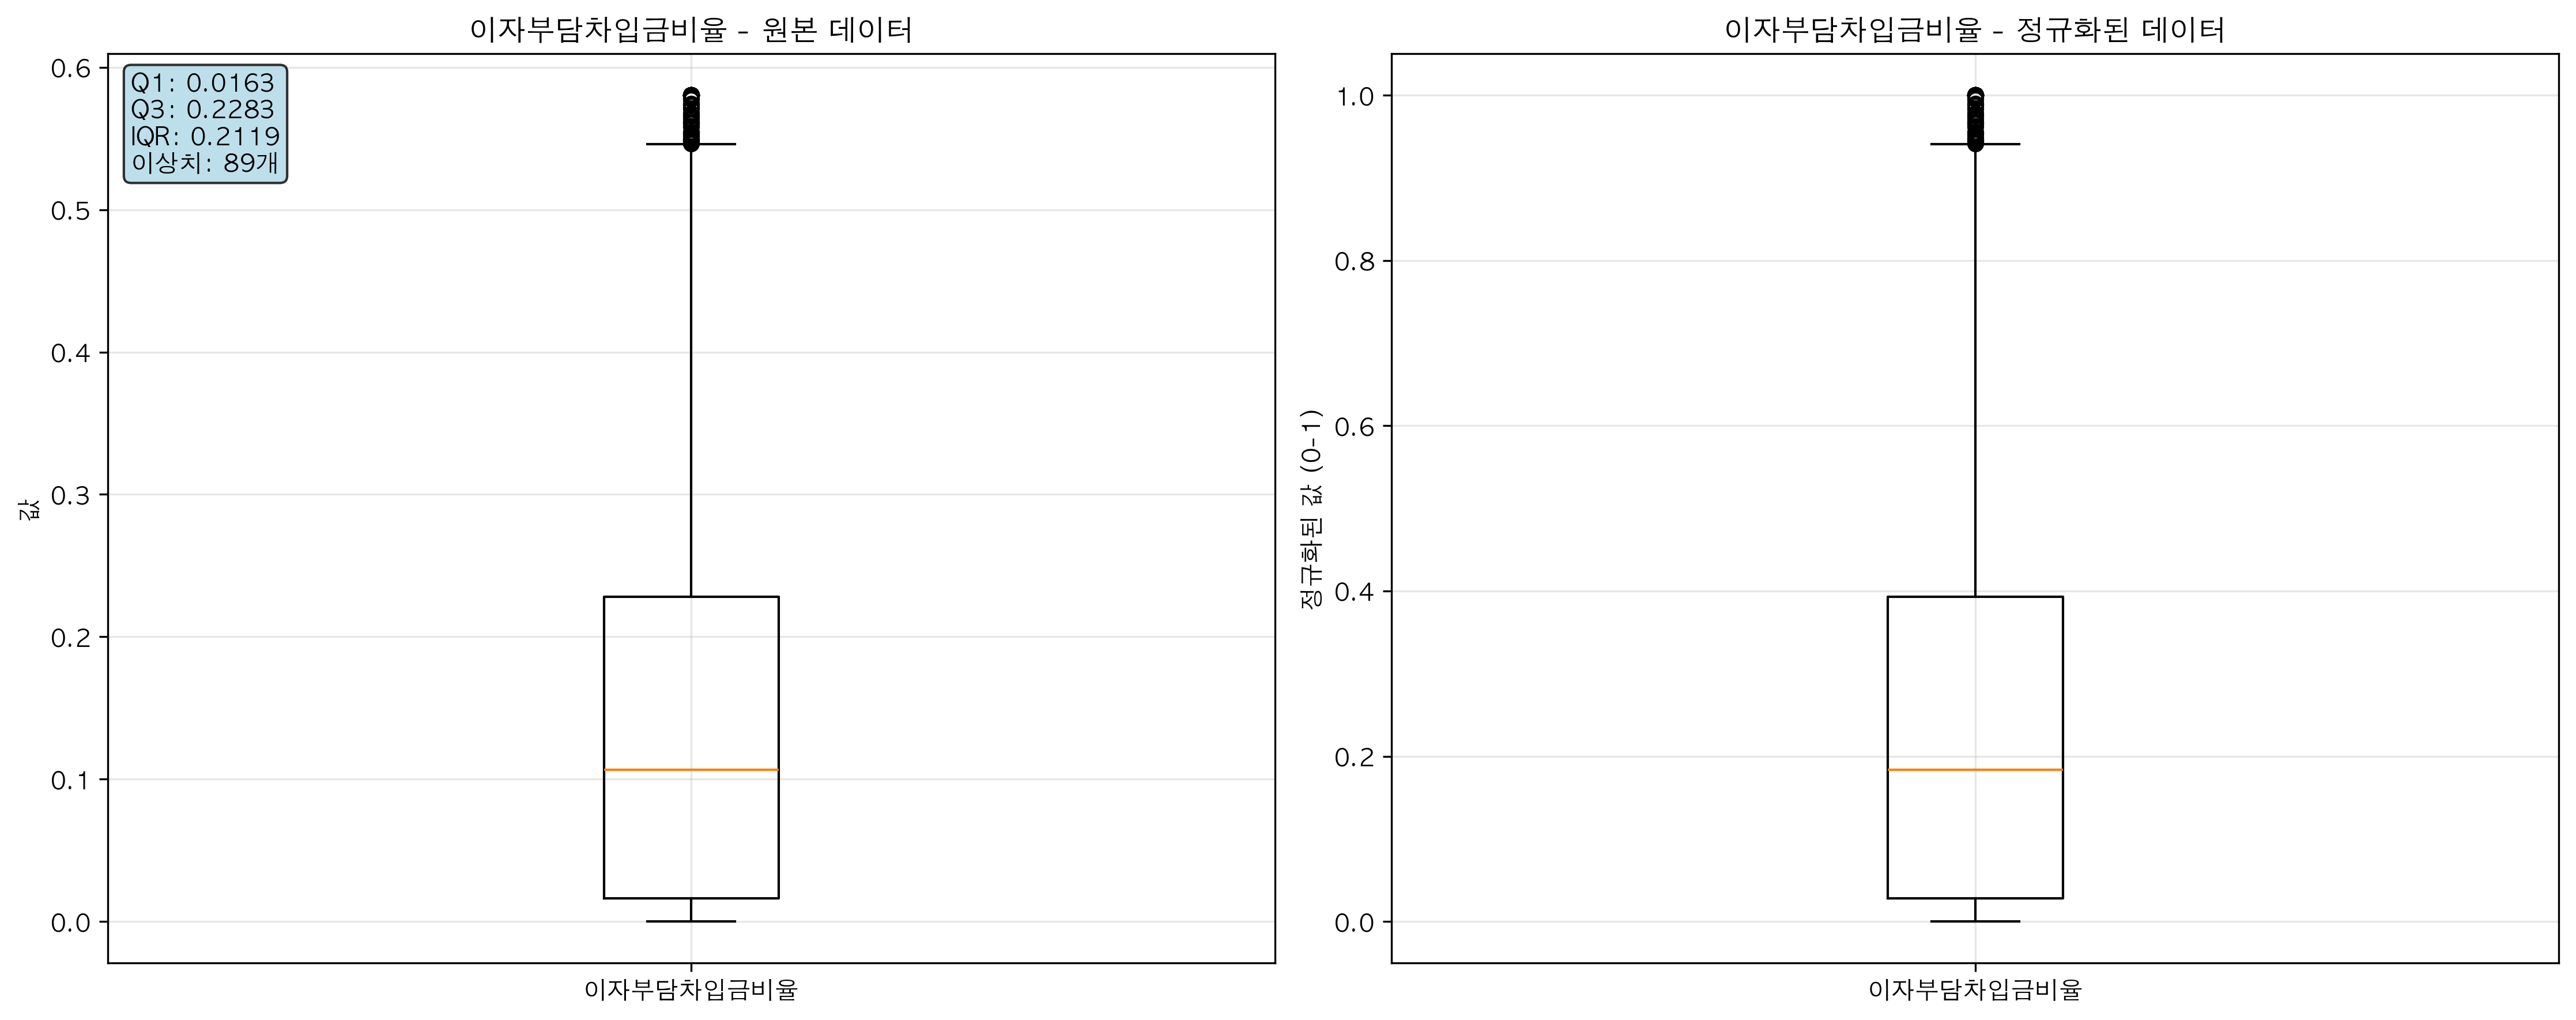 이자부담차입금비율 - 원본 데이터
0.6
0.5
0.4
0.3
0.2
0.1
0.0
값
Q1: 0.0163
Q3: 0.2283
IQR: 0.2119
이상치: 89개
이자부담차입금비율
이자부담차입금비율 - 정규화된 데이터
1.0
0.8
0.6
0.4
0.2
0.0
정규화된 값 (0-1)
이자부담차입금비율